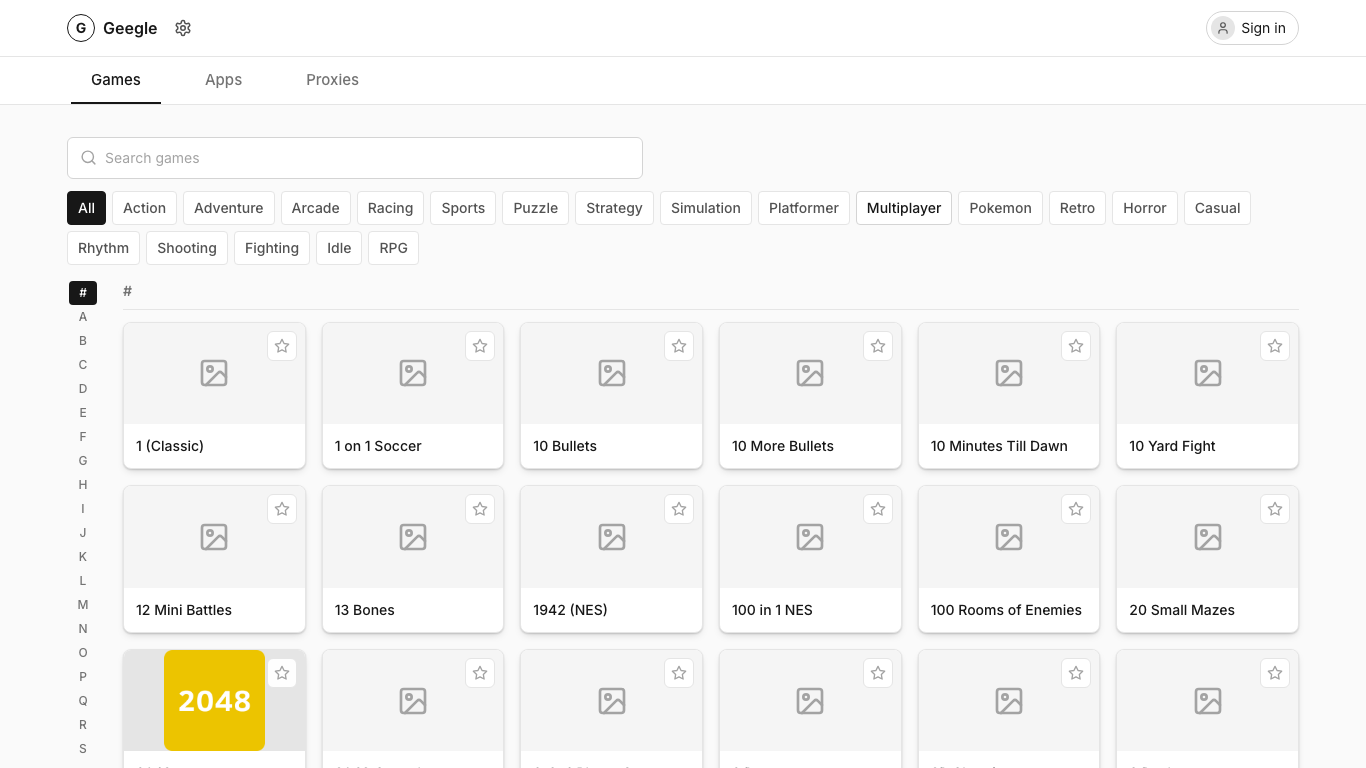 G Geegle Sign in
Games Apps Proxies
Search games
All Action Adventure Arcade Racing Sports Puzzle Strategy Simulation Platformer Multiplayer Pokemon Retro Horror Casual
Rhythm Shooting Fighting Idle RPG
# #
A
B
C
D
E
F
G
H
I
J
K
L
M
N
O
P
Q
R
S
1 (Classic) 1 on 1 Soccer 10 Bullets 10 More Bullets 10 Minutes Till Dawn 10 Yard Fight
12 Mini Battles 13 Bones 1942 (NES) 100 in 1 NES 100 Rooms of Enemies 20 Small Mazes
2048